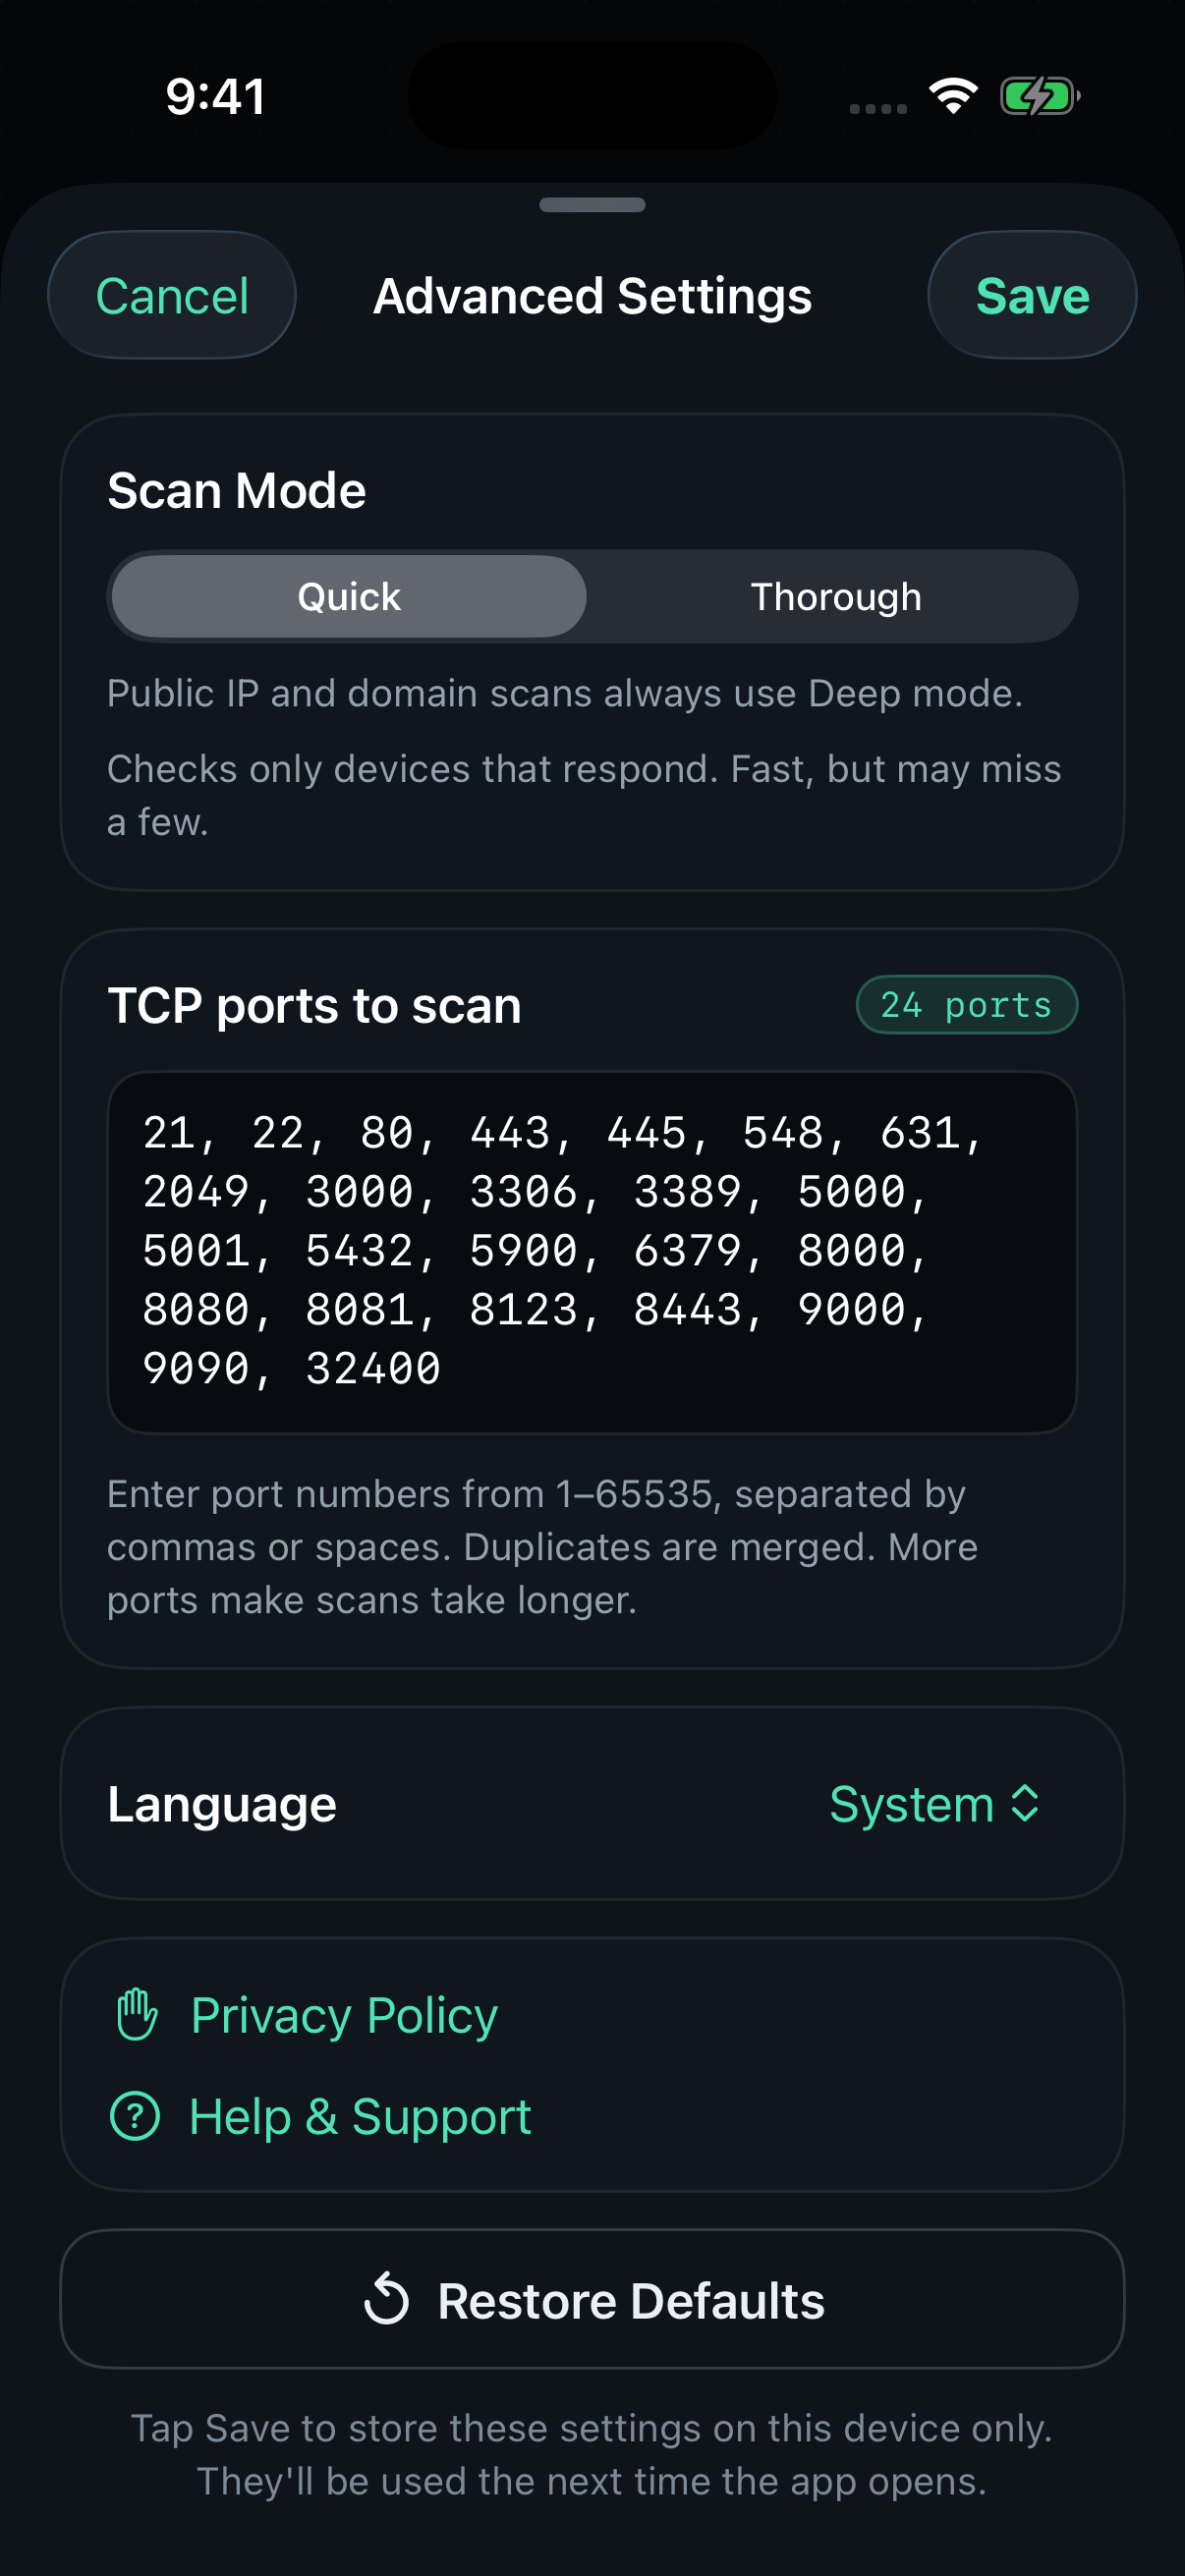 9:41
Cancel
Advanced Settings
Save
Scan Mode
Quick
Thorough
Public IP and domain scans always use Deep mode.
Checks only devices that respond. Fast, but may miss
a few.
TCP ports to scan
24 ports
21, 22, 80, 443, 445, 548, 631,
2049, 3000, 3306, 3389, 5000,
5001, 5432, 5900, 6379, 8000,
8080, 8081, 8123, 8443, 9000,
9090, 32400
Enter port numbers from 1–65535, separated by
commas or spaces. Duplicates are merged. More
ports make scans take longer.
Language
System
Privacy Policy
Help & Support
Restore Defaults
Tap Save to store these settings on this device only.
They'll be used the next time the app opens.